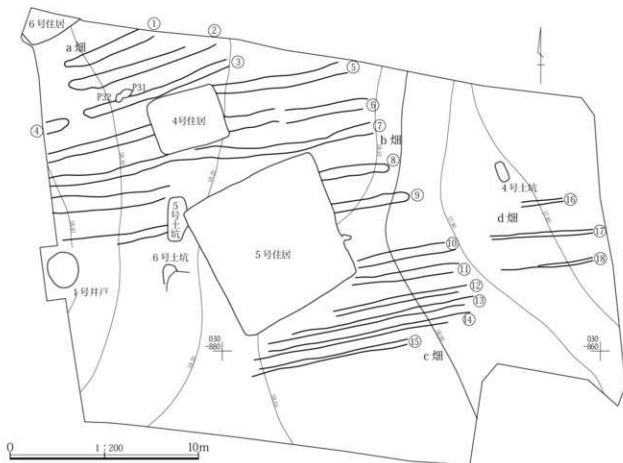 6号住居
①
②
a 畑
③
⑤
P31
P32
⑥
④
4号住居
⑦
b 畑
⑧
4号土坑
⑨
⑯
5号土坑
d 畑
⑰
⑩
5号住居
6号土坑
⑪
⑱
1号井戸
⑫
⑬
⑭
030
-880
030
-860
⑮
c 畑
0
1:200
10m